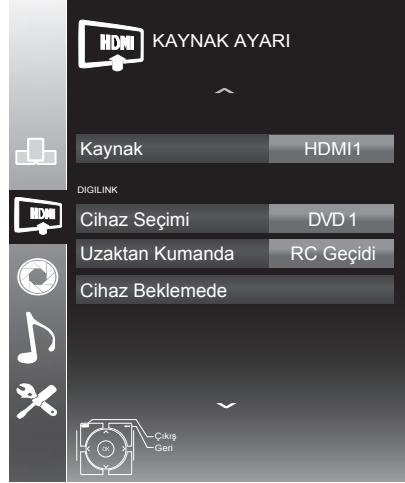 HDMI KAYNAK AYARI
Kaynak HDMI1
DIGILINK
HDMI
Cihaz Seçimi DVD 1
Uzaktan Kumanda RC Geçidi
Cihaz Beklemede
Çıkış
OK
Geri